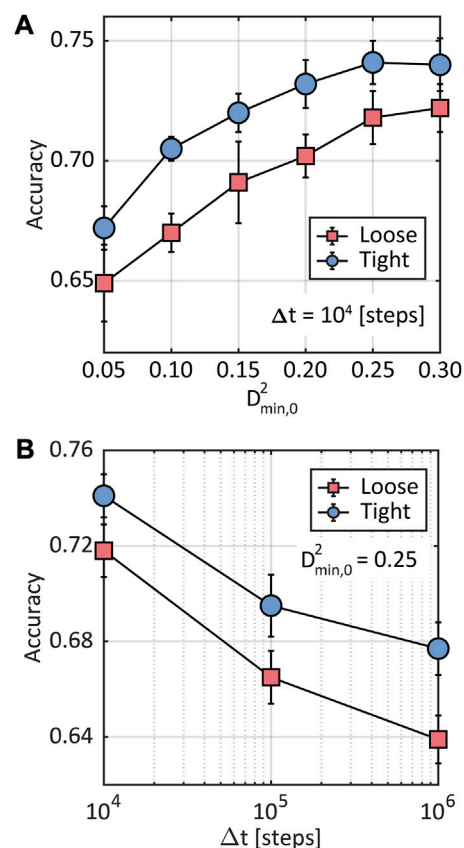 A
0.75
0.70
0.65
Accuracy
Loose
Tight
Δt = 10⁴ [steps]
0.05 0.10 0.15 0.20 0.25 0.30
D²min,0
B
0.76
0.72
0.68
0.64
Accuracy
Loose
Tight
D²min,0 = 0.25
10⁴ 10⁵ 10⁶
Δt [steps]